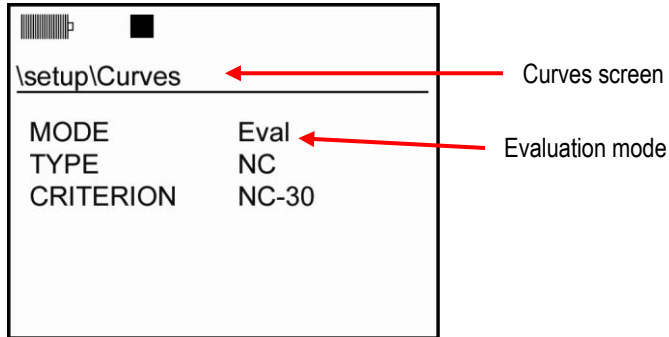 \setup\Curves
Curves screen
MODE Eval
Evaluation mode
TYPE NC
CRITERION NC-30